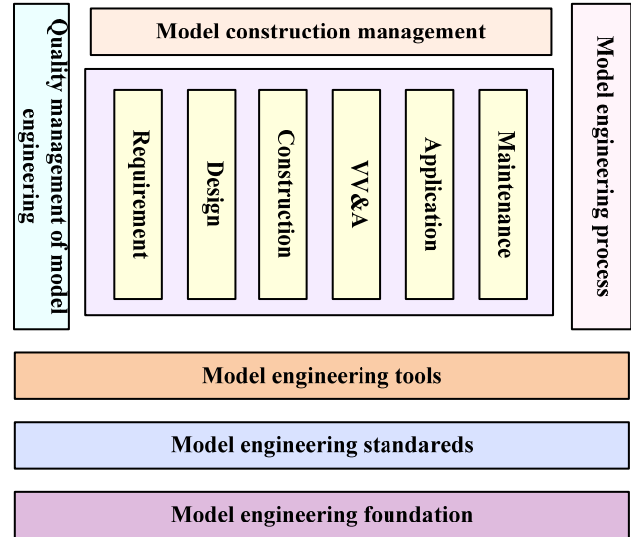 Quality management of model
engineering
Model construction management
Requirement
Design
Construction
VV&A
Application
Maintenance
Model engineering process
Model engineering tools
Model engineering standareds
Model engineering foundation